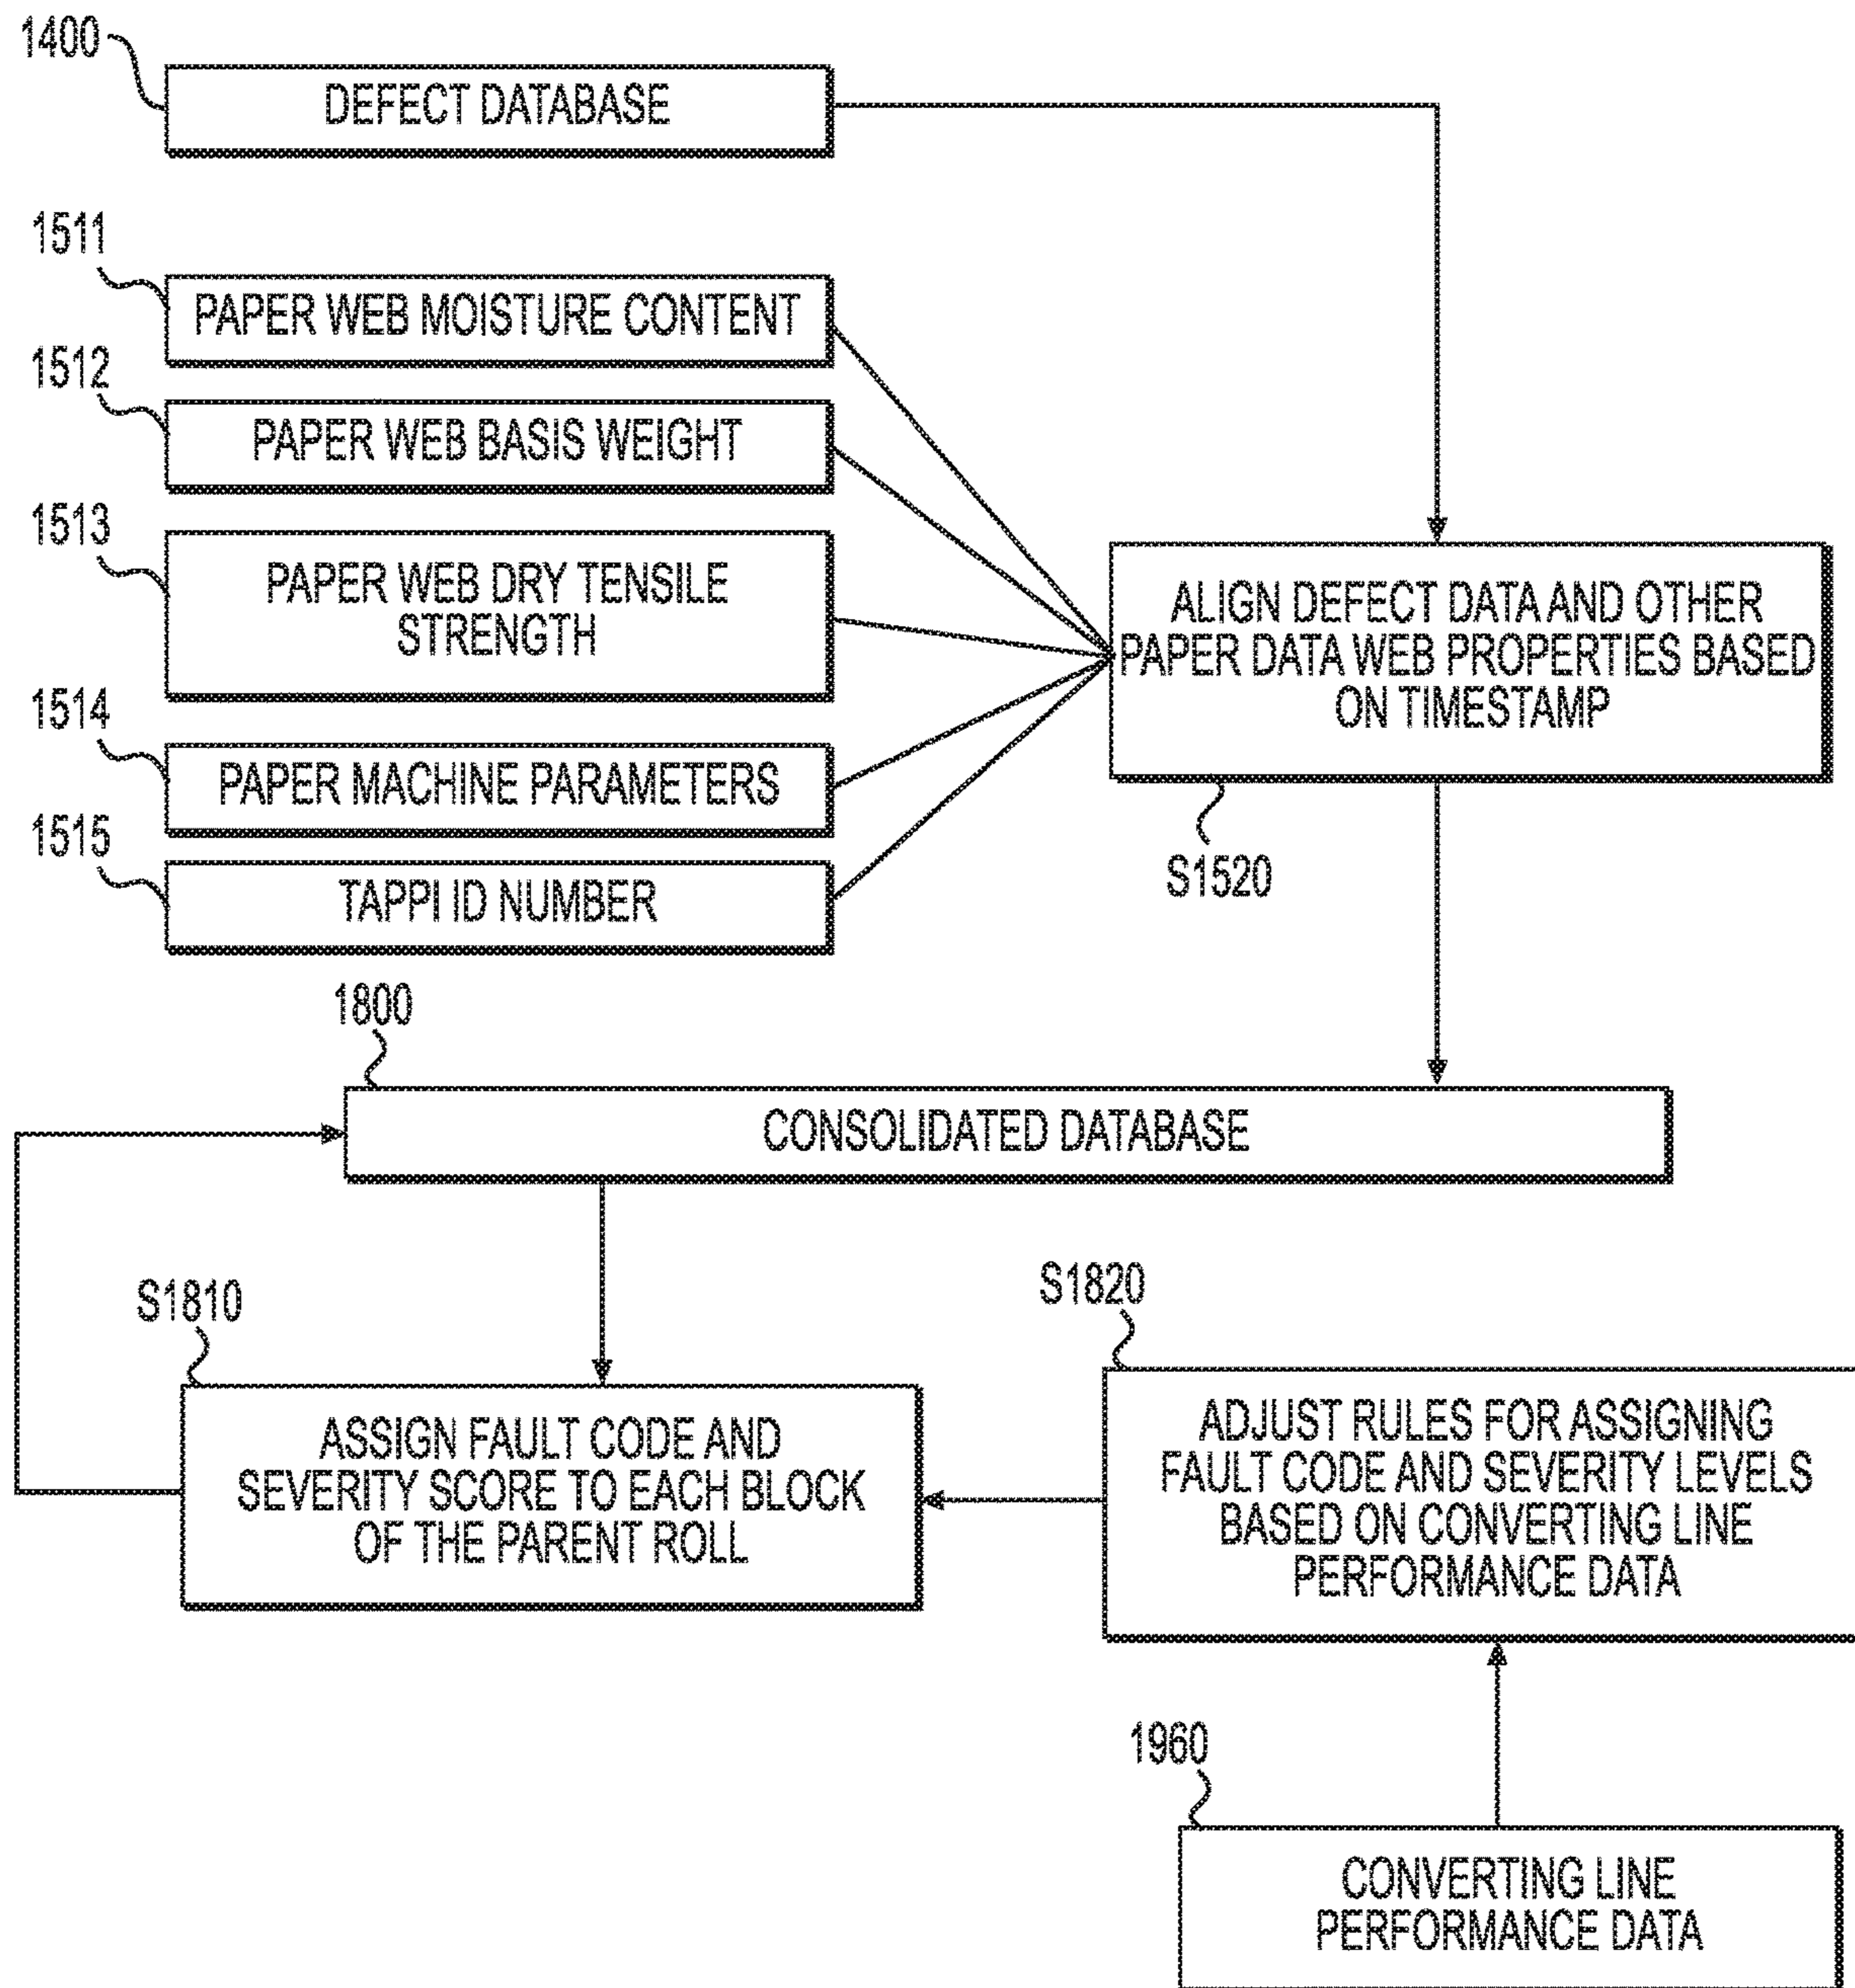 1400
DEFECT DATABASE
1511
PAPER WEB MOISTURE CONTENT
1512
PAPER WEB BASIS WEIGHT
1513
PAPER WEB DRY TENSILE
STRENGTH
1514
PAPER MACHINE PARAMETERS
1515
TAPPI ID NUMBER
ALIGN DEFECT DATA AND OTHER
PAPER DATA WEB PROPERTIES BASED
ON TIMESTAMP
S1520
1800
CONSOLIDATED DATABASE
S1810
ASSIGN FAULT CODE AND
SEVERITY SCORE TO EACH BLOCK
OF THE PARENT ROLL
S1820
ADJUST RULES FOR ASSIGNING
FAULT CODE AND SEVERITY LEVELS
BASED ON CONVERTING LINE
PERFORMANCE DATA
1960
CONVERTING LINE
PERFORMANCE DATA